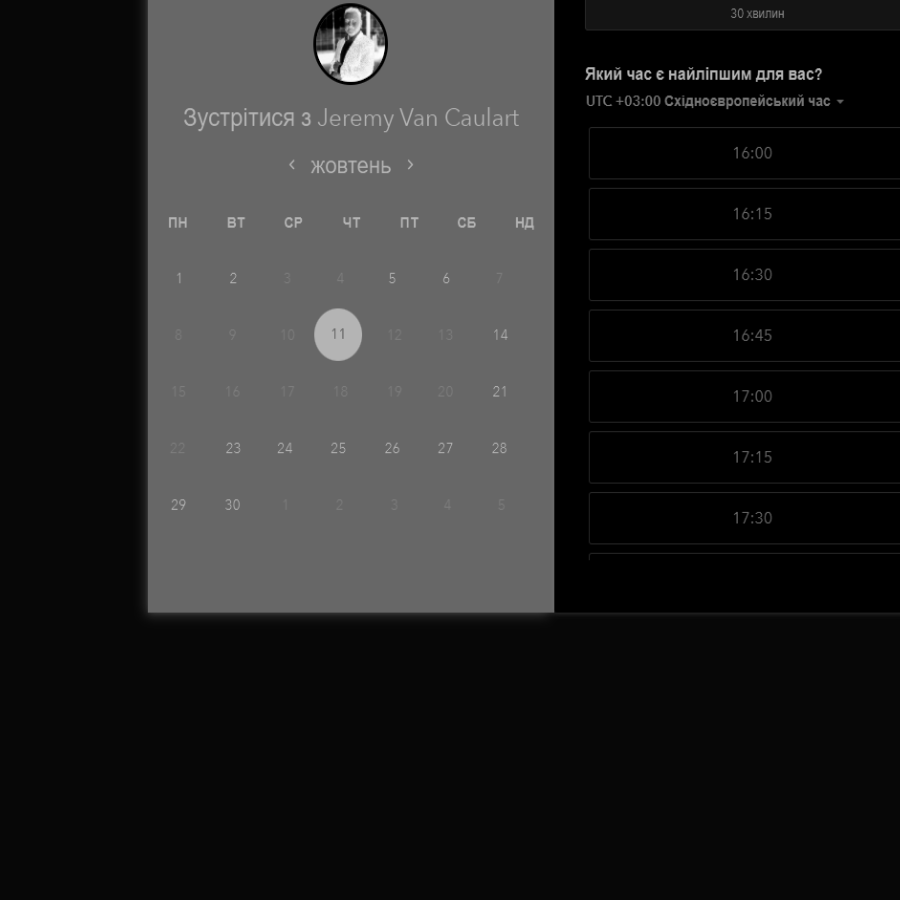 30 хвилин
Зустрітися з Jeremy Van Caulart
‹ жовтень ›
ПН ВТ СР ЧТ ПТ СБ НД
1 2 3 4 5 6 7
8 9 10 11 12 13 14
15 16 17 18 19 20 21
22 23 24 25 26 27 28
29 30 1 2 3 4 5
Який час є найліпшим для вас?
UTC +03:00 Східноєвропейський час
16:00
16:15
16:30
16:45
17:00
17:15
17:30